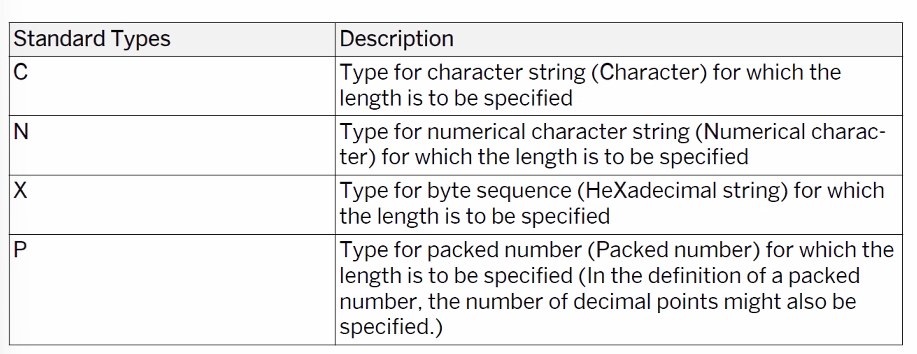 Standard Types Description
C Type for character string (Character) for which the
length is to be specified
N Type for numerical character string (Numerical charac-
ter) for which the length is to be specified
X Type for byte sequence (HeXadecimal string) for which
the length is to be specified
P Type for packed number (Packed number) for which the
length is to be specified (In the definition of a packed
number, the number of decimal points might also be
specified.)